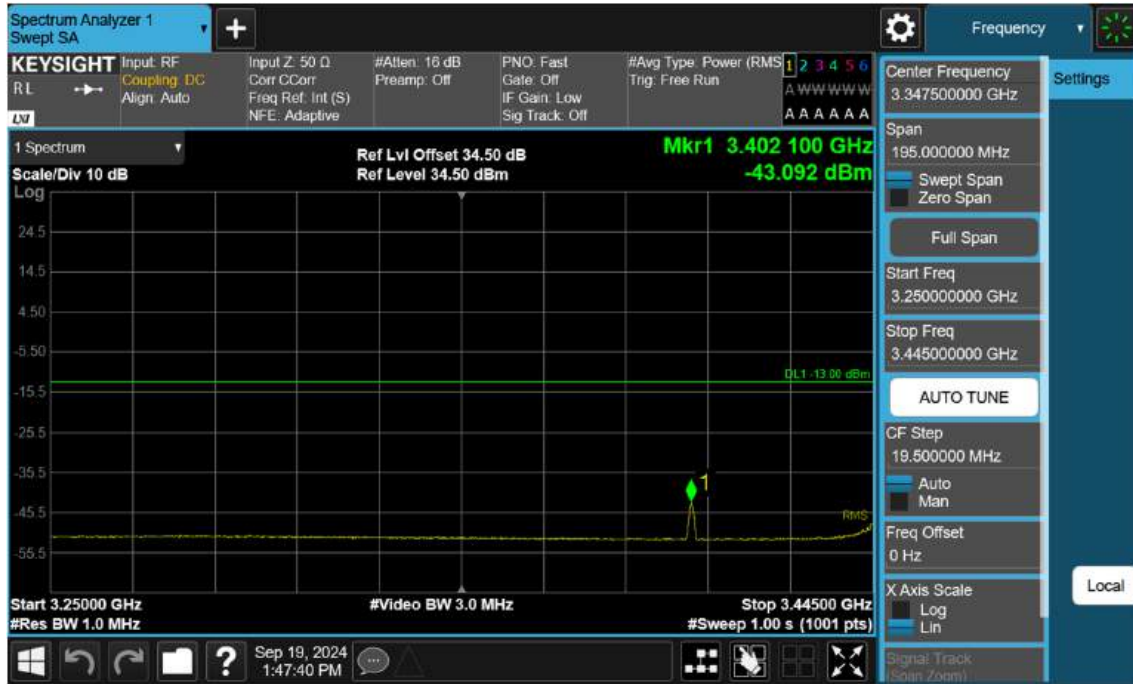 Spectrum Analyzer 1
Swept SA
Frequency
KEYSIGHT
RL
LXI
Input: RF
Coupling: DC
Align: Auto
Input Z: 50 Ω
Corr CCorr
Freq Ref: Int (S)
NFE: Adaptive
#Atten: 16 dB
Preamp: Off
PNO: Fast
Gate: Off
IF Gain: Low
Sig Track: Off
#Avg Type: Power (RMS
Trig: Free Run
1 2 3 4 5 6
A W W W W W
A A A A A A
Center Frequency
3.347500000 GHz
Settings
1 Spectrum
Scale/Div 10 dB
Log
Ref Lvl Offset 34.50 dB
Ref Level 34.50 dBm
Mkr1 3.402 100 GHz
-43.092 dBm
Span
195.000000 MHz
Swept Span
Zero Span
Full Span
Start Freq
3.250000000 GHz
Stop Freq
3.445000000 GHz
AUTO TUNE
CF Step
19.500000 MHz
Auto
Man
Freq Offset
0 Hz
X Axis Scale
Log
Lin
Signal Track
(Span Zoom)
Local
24.5
14.5
4.50
-5.50
DL1 -13.00 dBm
-15.5
-25.5
-35.5
1
-45.5
RMS
-55.5
Start 3.25000 GHz
#Video BW 3.0 MHz
Stop 3.44500 GHz
#Res BW 1.0 MHz
#Sweep 1.00 s (1001 pts)
?
Sep 19, 2024
1:47:40 PM